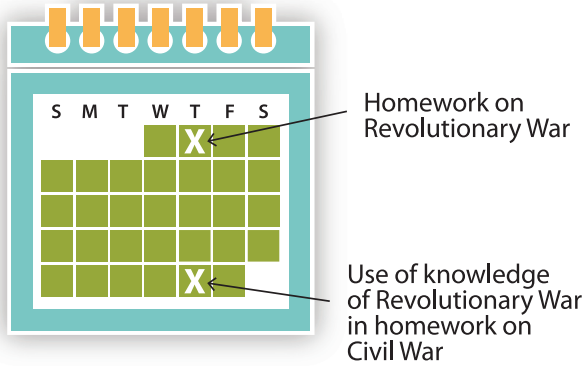 S M T W T F S
X
Homework on
Revolutionary War
X
Use of knowledge
of Revolutionary War
in homework on
Civil War